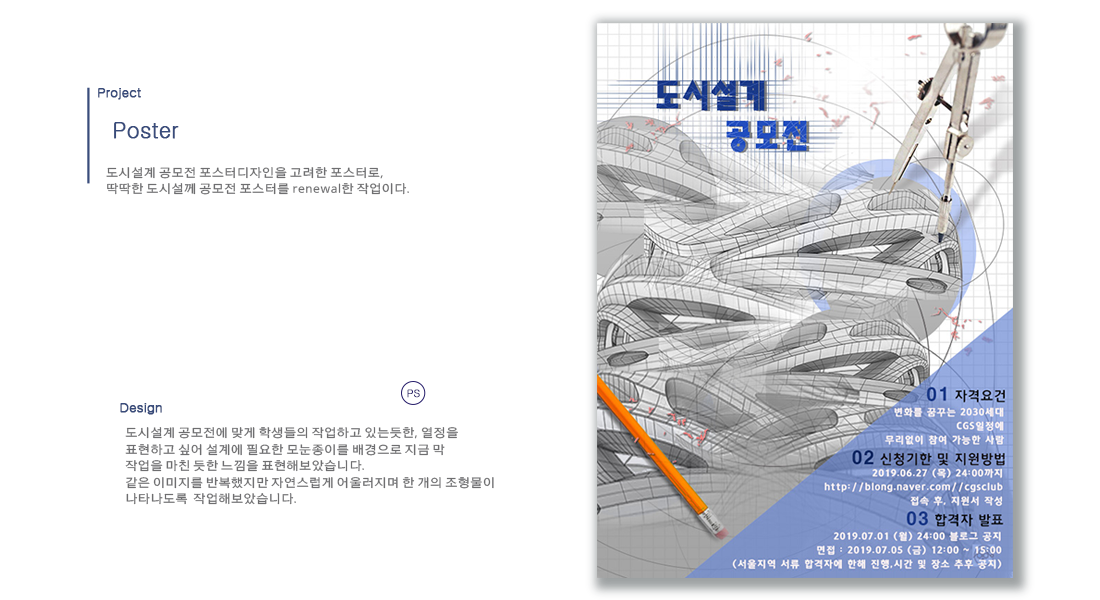 Project
Poster
도시설계 공모전 포스터디자인을 고려한 포스터로,
딱딱한 도시설께 공모전 포스터를 renewal한 작업이다.
PS
Design
도시설계 공모전에 맞게 학생들의 작업하고 있는듯한, 열정을
표현하고 싶어 설계에 필요한 모눈종이를 배경으로 지금 막
작업을 마친 듯한 느낌을 표현해보았습니다.
같은 이미지를 반복했지만 자연스럽게 어울러지며 한 개의 조형물이
나타나도록 작업해보았습니다.
도시설계
공모전
01 자격요건
변화를 꿈꾸는 2030세대
CGS일정에
무리없이 참여 가능한 사람
02 신청기한 및 지원방법
2019.06.27 (목) 24:00까지
http://blong.naver.com//cgsclub
접속 후, 지원서 작성
03 합격자 발표
2019.07.01 (월) 24:00 블로그 공지
면접 : 2019.07.05 (금) 12:00 ~ 15:00
(서울지역 서류 합격자에 한해 진행,시간 및 장소 추후 공지)